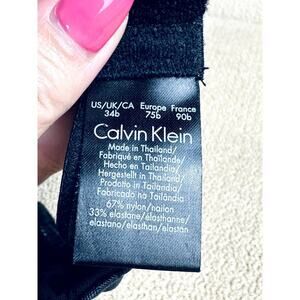 US/UK/CA Europe France
34b 75b 90b
Calvin Klein
Made in Thailand/
Fabriqué en Thaïlande/
Hecho en Tailandia/
Hergestellt in Thailand/
Prodotto in Tailandia/
Fabricado na Tailândia
67% nylon/nailon
33% elastane/élasthanne/
elastano/elasthan/elastan